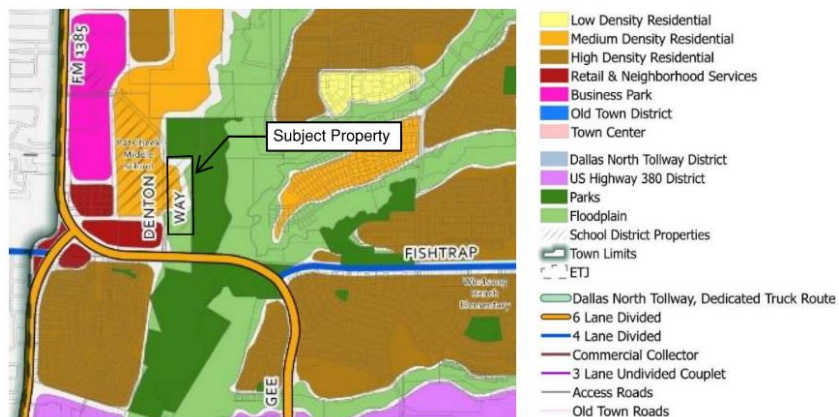 FM 1385
Pat Cheek
Middle
School
Subject Property
DENTON
WAY
FISHTRAP
Windsong
Ranch
Elementary
GEE
Low Density Residential
Medium Density Residential
High Density Residential
Retail & Neighborhood Services
Business Park
Old Town District
Town Center
Dallas North Tollway District
US Highway 380 District
Parks
Floodplain
School District Properties
Town Limits
ETJ
Dallas North Tollway, Dedicated Truck Route
6 Lane Divided
4 Lane Divided
Commercial Collector
3 Lane Undivided Couplet
Access Roads
Old Town Roads